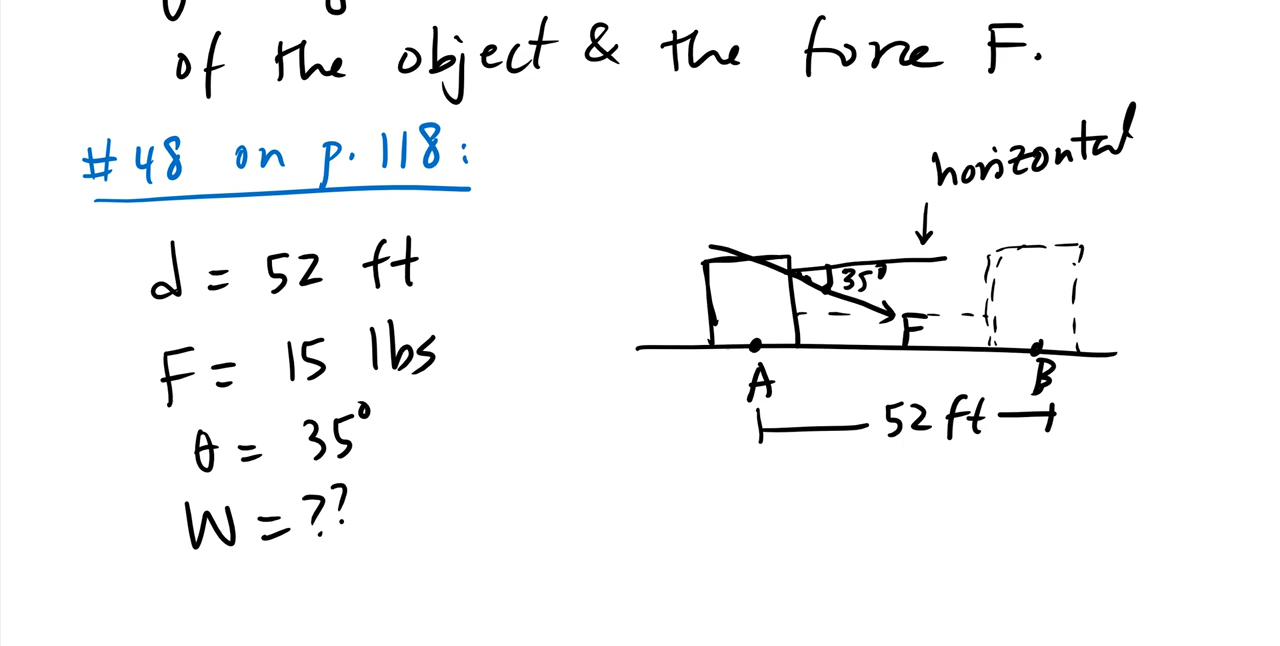 of the object & the force F.
#48 on p. 118:
horizontal
d = 52 ft
35°
F = 15 lbs
F
A
B
θ = 35°
52 ft
W = ??